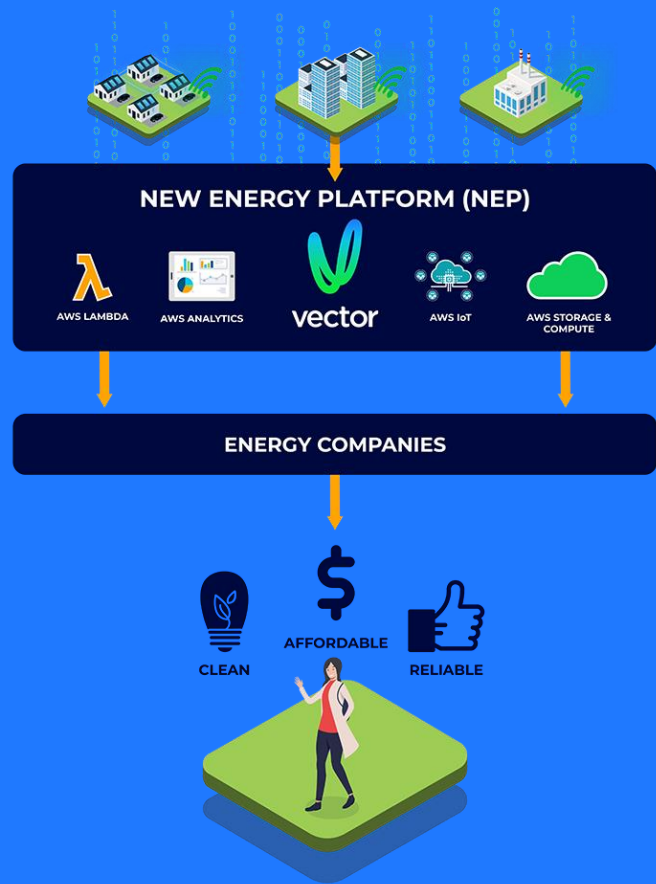 NEW ENERGY PLATFORM (NEP)
AWS LAMBDA
AWS ANALYTICS
vector
AWS IoT
AWS STORAGE &
COMPUTE
ENERGY COMPANIES
$
AFFORDABLE
CLEAN
RELIABLE